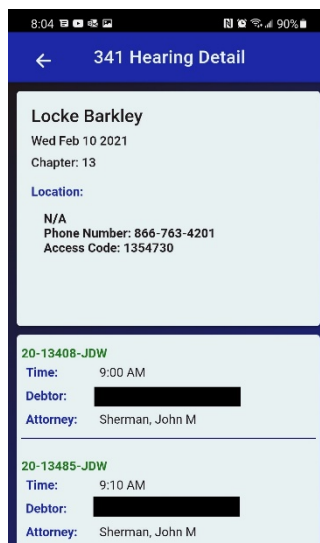 8:04 90%
341 Hearing Detail
Locke Barkley
Wed Feb 10 2021
Chapter: 13
Location:
N/A
Phone Number: 866-763-4201
Access Code: 1354730
20-13408-JDW
Time: 9:00 AM
Debtor:
Attorney: Sherman, John M
20-13485-JDW
Time: 9:10 AM
Debtor:
Attorney: Sherman, John M